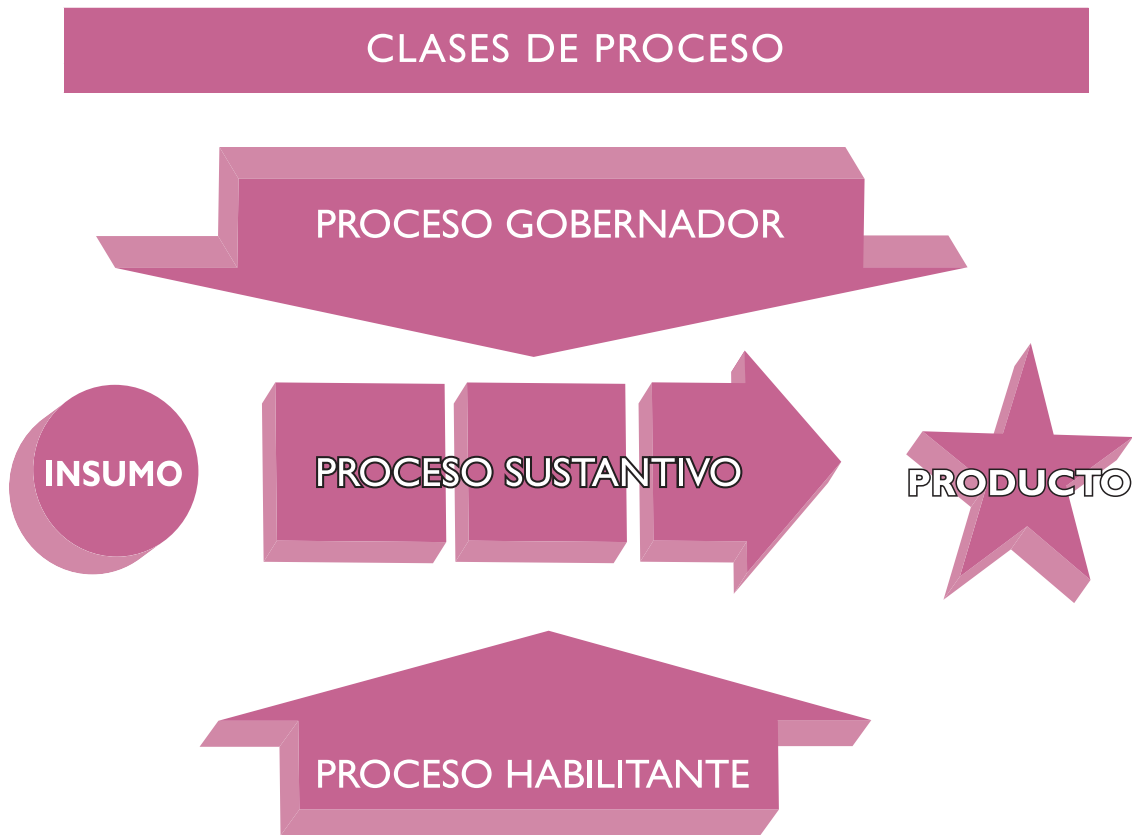 CLASES DE PROCESO
PROCESO GOBERNADOR
INSUMO
PROCESO SUSTANTIVO
PRODUCTO
PROCESO HABILITANTE